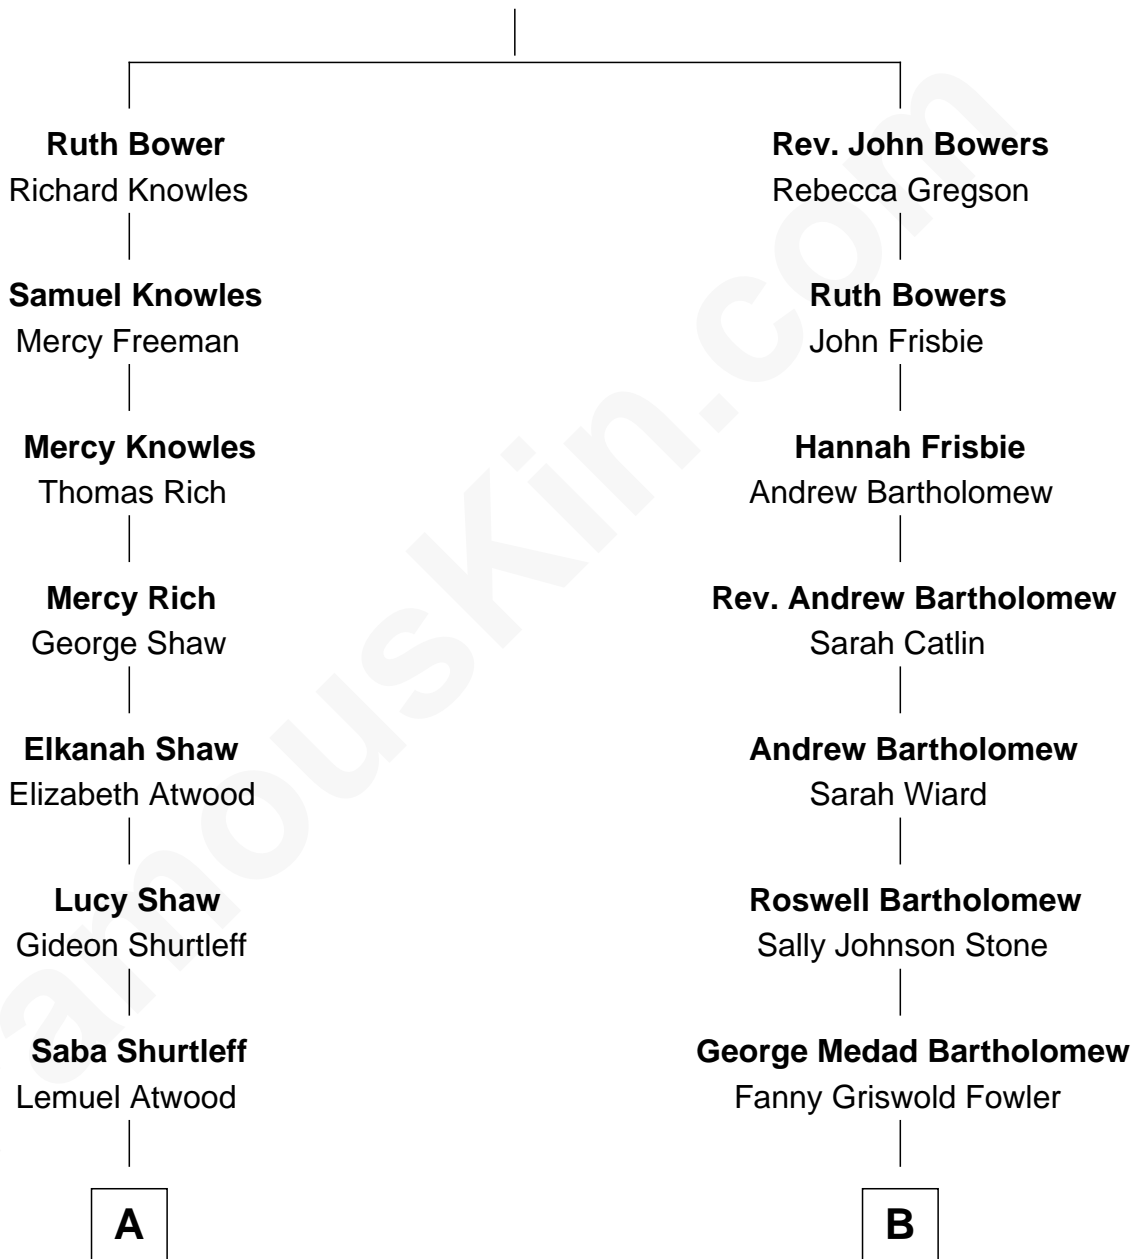 Ruth Bower
Richard Knowles
Samuel Knowles
Mercy Freeman
Mercy Knowles
Thomas Rich
Mercy Rich
George Shaw
Elkanah Shaw
Elizabeth Atwood
Lucy Shaw
Gideon Shurtleff
Saba Shurtleff
Lemuel Atwood
A
Rev. John Bowers
Rebecca Gregson
Ruth Bowers
John Frisbie
Hannah Frisbie
Andrew Bartholomew
Rev. Andrew Bartholomew
Sarah Catlin
Andrew Bartholomew
Sarah Wiard
Roswell Bartholomew
Sally Johnson Stone
George Medad Bartholomew
Fanny Griswold Fowler
B
amousKin.com